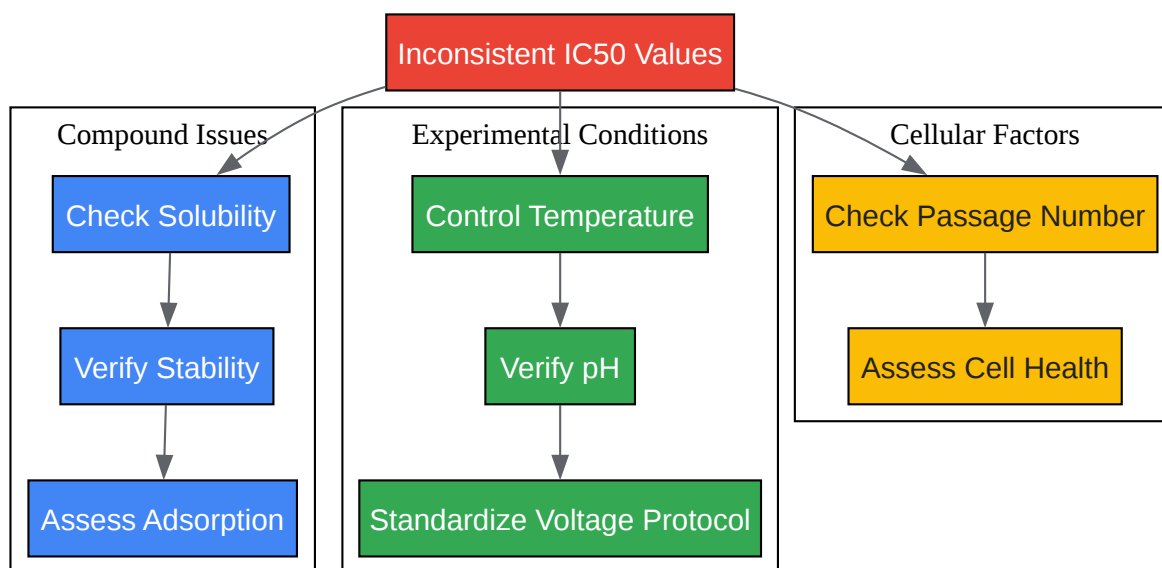 Inconsistent IC50 Values
Compound Issues
Check Solubility
Verify Stability
Assess Adsorption
Experimental Conditions
Control Temperature
Verify pH
Standardize Voltage Protocol
Cellular Factors
Check Passage Number
Assess Cell Health